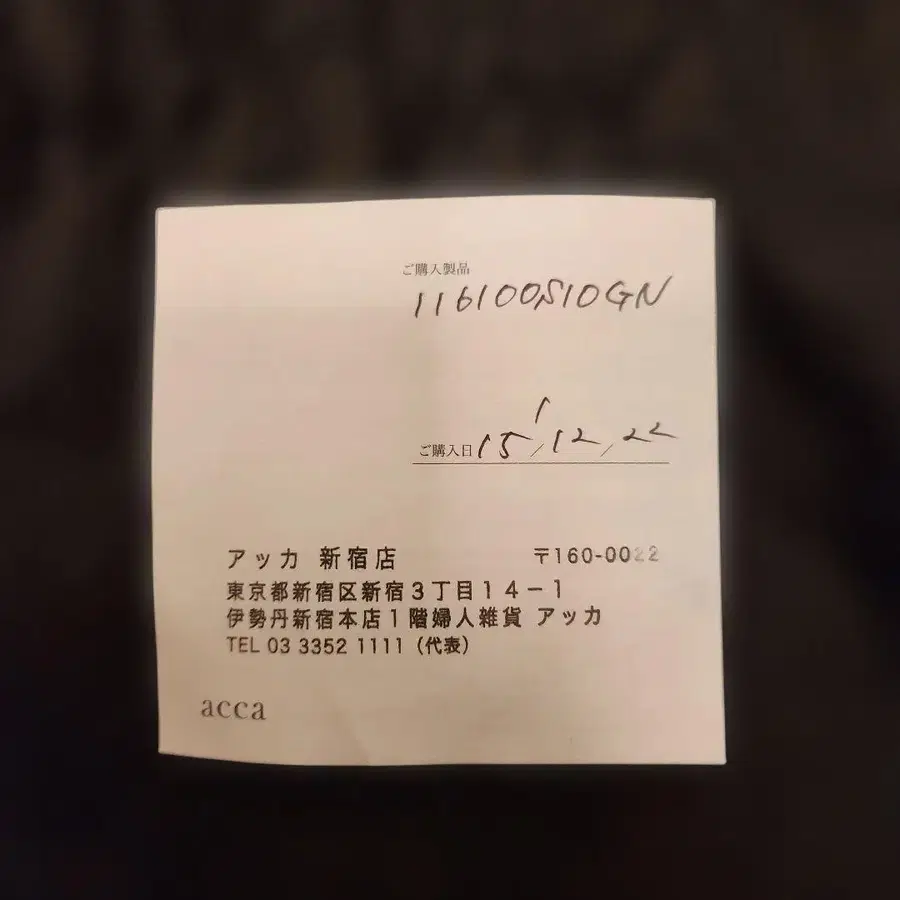 ご購入製品
116100S10GN
ご購入日 15/12,22
アッカ 新宿店 〒160-0022
東京都新宿区新宿3丁目14-1
伊勢丹新宿本店1階婦人雑貨 アッカ
TEL 03 3352 1111 (代表)
acca